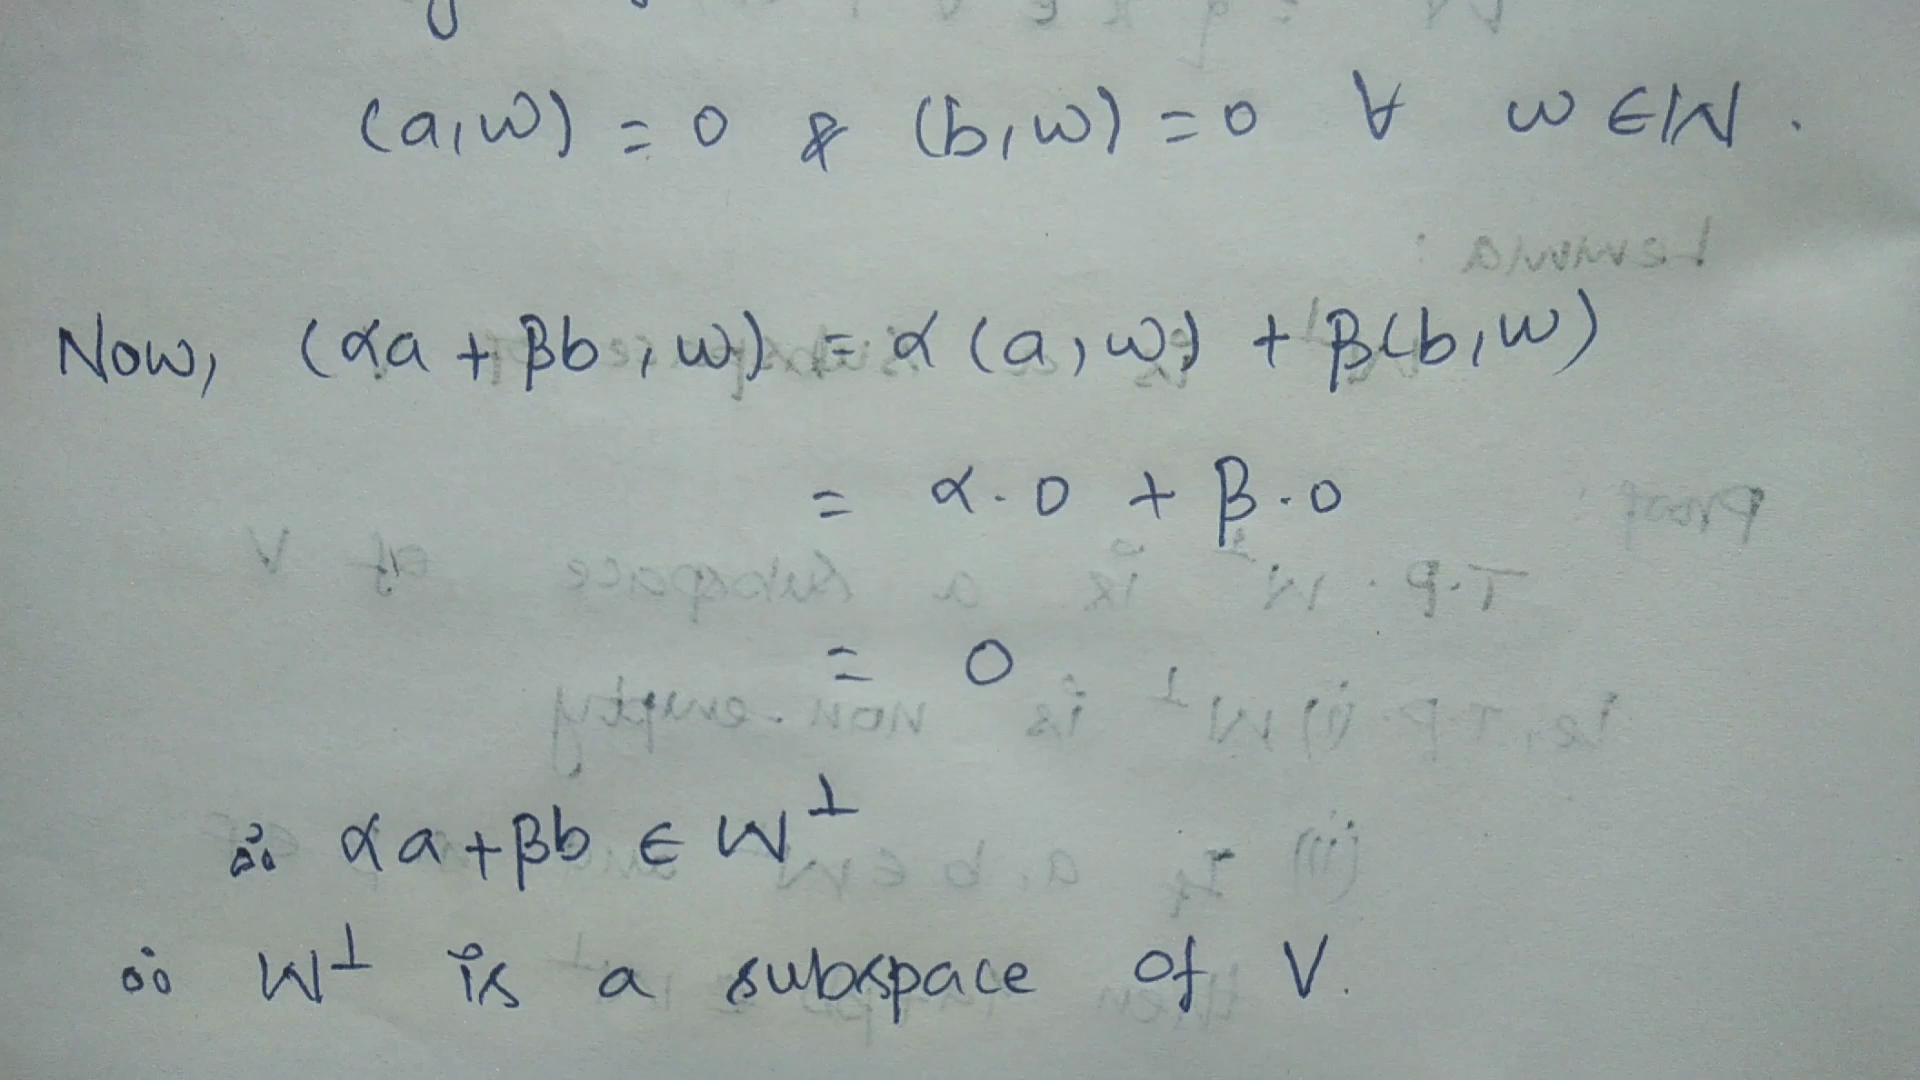 (a,w) = 0 & (b,w) = 0 ∀ w ∈ W.
Now, (αa + βb, w) = α(a,w) + β(b,w)
= α.0 + β.0
= 0
∴ αa + βb ∈ W⊥
∴ W⊥ is a subspace of V.